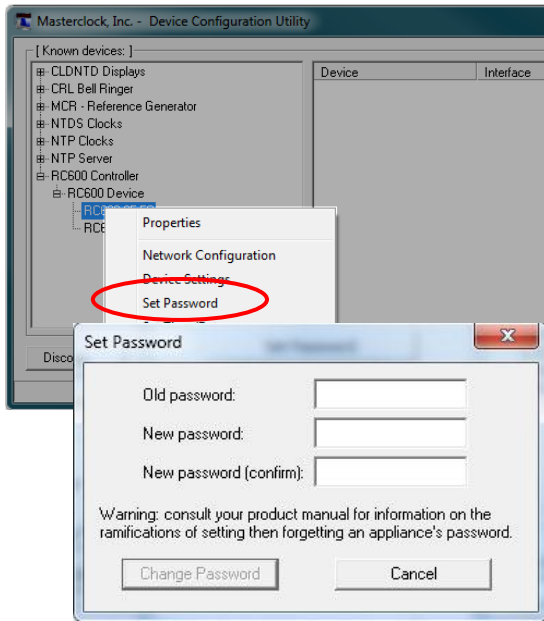 Masterclock, Inc. - Device Configuration Utility
[ Known devices: ]
Device Interface
CLDNTD Displays
CRL Bell Ringer
MCR - Reference Generator
NTDS Clocks
NTP Clocks
NTP Server
RC600 Controller
RC600 Device
Properties
Network Configuration
Device Settings
Set Password
Disco
Set Password
Old password:
New password:
New password (confirm):
Warning: consult your product manual for information on the
ramifications of setting then forgetting an appliance's password.
Change Password Cancel